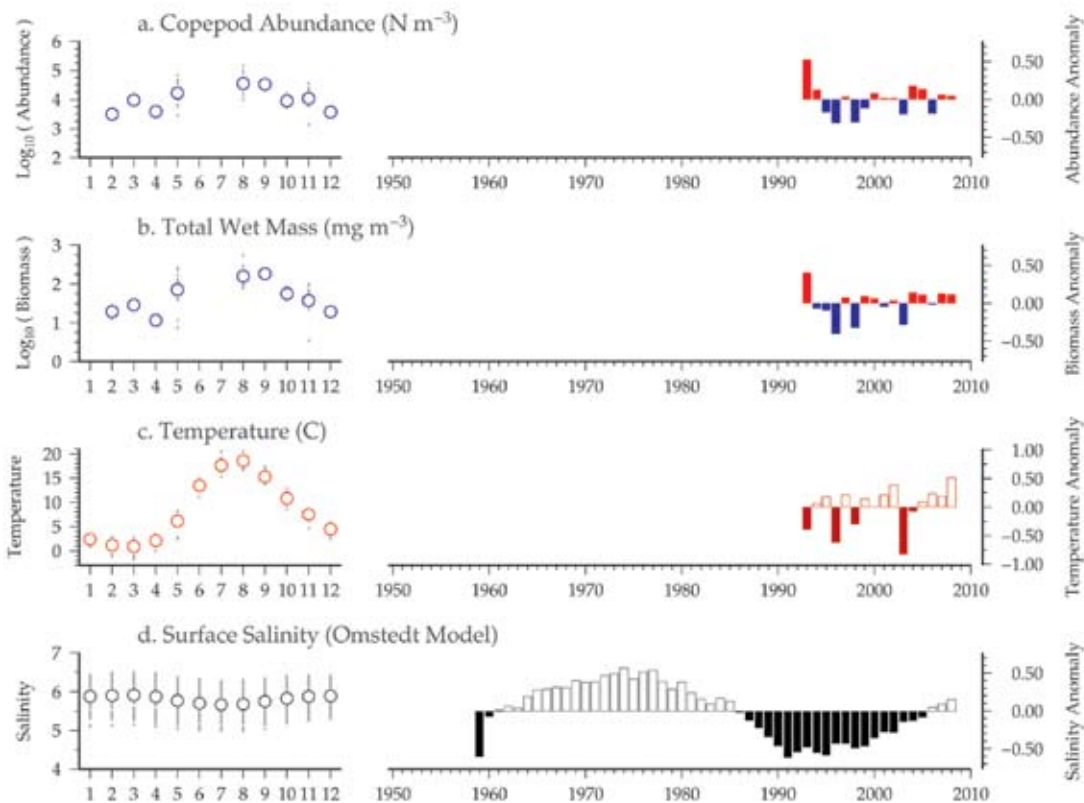 a. Copepod Abundance (N m⁻³)
Log₁₀ ( Abundance )
6
5
4
3
2
1 2 3 4 5 6 7 8 9 10 11 12
1950 1960 1970 1980 1990 2000 2010
0.50
0.00
−0.50
Abundance Anomaly
b. Total Wet Mass (mg m⁻³)
Log₁₀ ( Biomass )
3
2
1
0
1 2 3 4 5 6 7 8 9 10 11 12
1950 1960 1970 1980 1990 2000 2010
0.50
0.00
−0.50
Biomass Anomaly
c. Temperature (C)
Temperature
20
15
10
5
0
1 2 3 4 5 6 7 8 9 10 11 12
1950 1960 1970 1980 1990 2000 2010
1.00
0.50
0.00
−0.50
−1.00
Temperature Anomaly
d. Surface Salinity (Omstedt Model)
Salinity
7
6
5
4
1 2 3 4 5 6 7 8 9 10 11 12
1950 1960 1970 1980 1990 2000 2010
0.50
0.00
−0.50
Salinity Anomaly